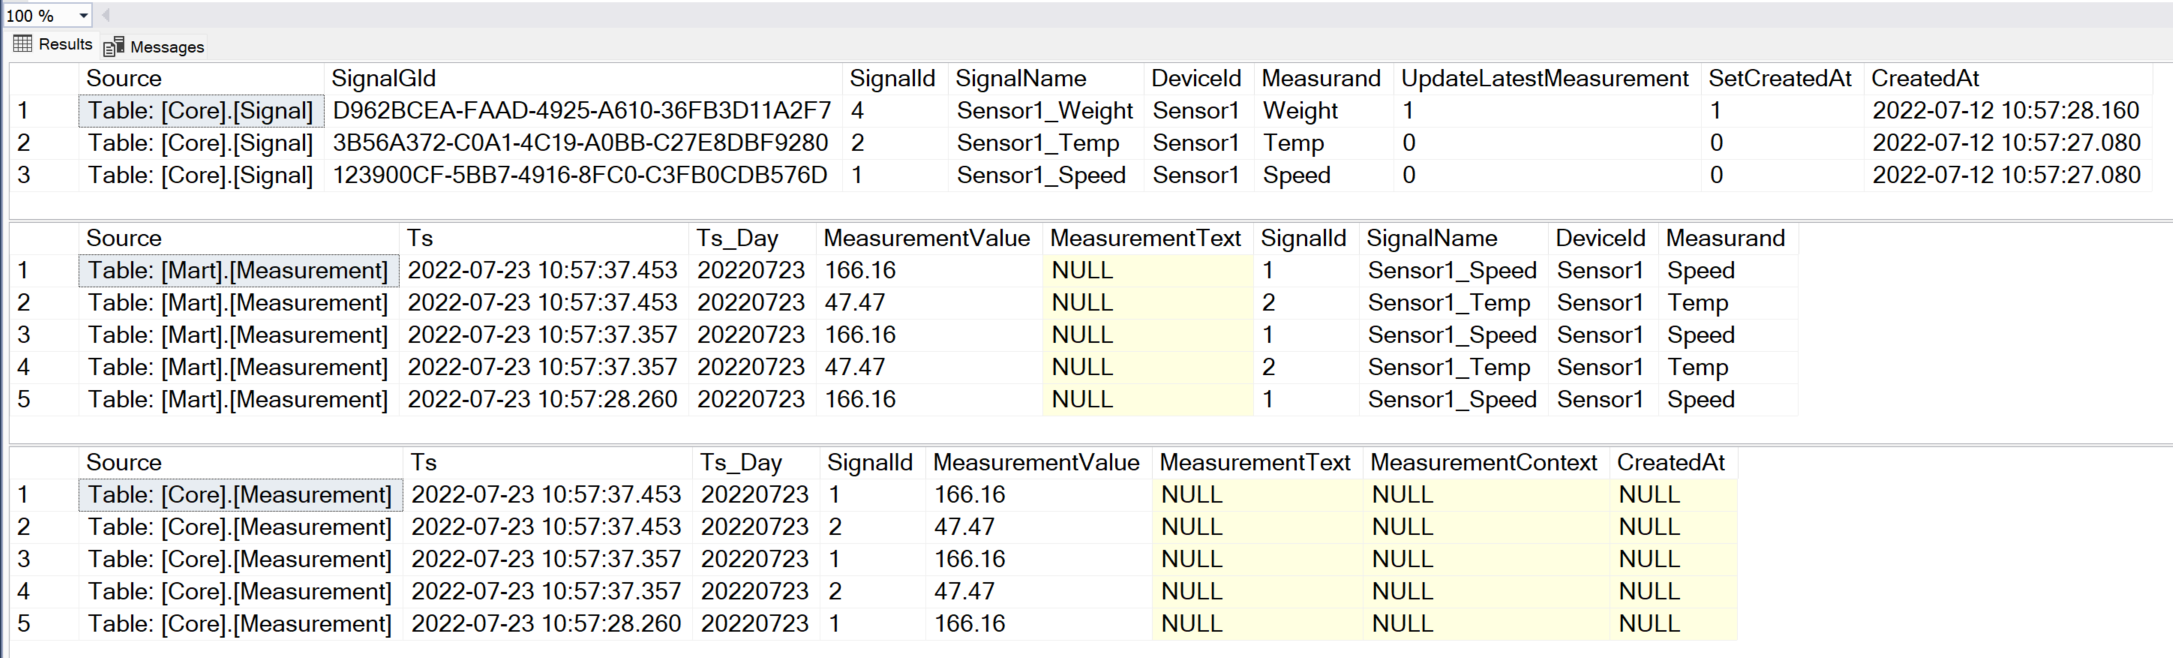 100 %
Results Messages
Source SignalGId SignalId SignalName DeviceId Measurand UpdateLatestMeasurement SetCreatedAt CreatedAt
1 Table: [Core].[Signal] D962BCEA-FAAD-4925-A610-36FB3D11A2F7 4 Sensor1_Weight Sensor1 Weight 1 1 2022-07-12 10:57:28.160
2 Table: [Core].[Signal] 3B56A372-C0A1-4C19-A0BB-C27E8DBF9280 2 Sensor1_Temp Sensor1 Temp 0 0 2022-07-12 10:57:27.080
3 Table: [Core].[Signal] 123900CF-5BB7-4916-8FC0-C3FB0CDB576D 1 Sensor1_Speed Sensor1 Speed 0 0 2022-07-12 10:57:27.080
Source Ts Ts_Day MeasurementValue MeasurementText SignalId SignalName DeviceId Measurand
1 Table: [Mart].[Measurement] 2022-07-23 10:57:37.453 20220723 166.16 NULL 1 Sensor1_Speed Sensor1 Speed
2 Table: [Mart].[Measurement] 2022-07-23 10:57:37.453 20220723 47.47 NULL 2 Sensor1_Temp Sensor1 Temp
3 Table: [Mart].[Measurement] 2022-07-23 10:57:37.357 20220723 166.16 NULL 1 Sensor1_Speed Sensor1 Speed
4 Table: [Mart].[Measurement] 2022-07-23 10:57:37.357 20220723 47.47 NULL 2 Sensor1_Temp Sensor1 Temp
5 Table: [Mart].[Measurement] 2022-07-23 10:57:28.260 20220723 166.16 NULL 1 Sensor1_Speed Sensor1 Speed
Source Ts Ts_Day SignalId MeasurementValue MeasurementText MeasurementContext CreatedAt
1 Table: [Core].[Measurement] 2022-07-23 10:57:37.453 20220723 1 166.16 NULL NULL NULL
2 Table: [Core].[Measurement] 2022-07-23 10:57:37.453 20220723 2 47.47 NULL NULL NULL
3 Table: [Core].[Measurement] 2022-07-23 10:57:37.357 20220723 1 166.16 NULL NULL NULL
4 Table: [Core].[Measurement] 2022-07-23 10:57:37.357 20220723 2 47.47 NULL NULL NULL
5 Table: [Core].[Measurement] 2022-07-23 10:57:28.260 20220723 1 166.16 NULL NULL NULL